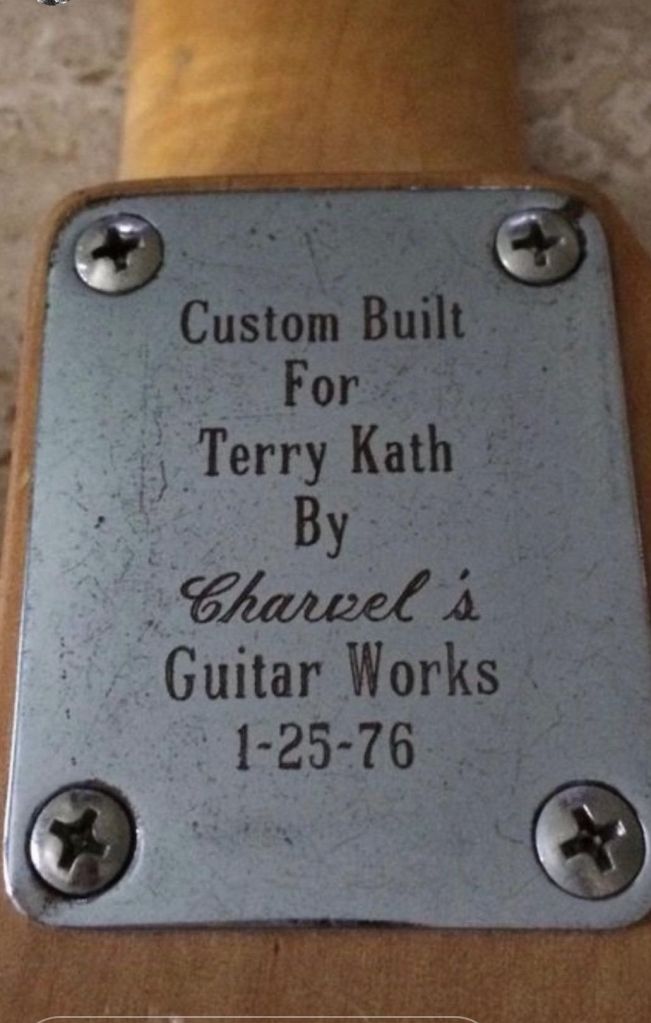 Custom Built
For
Terry Kath
By
Charvel's
Guitar Works
1-25-76